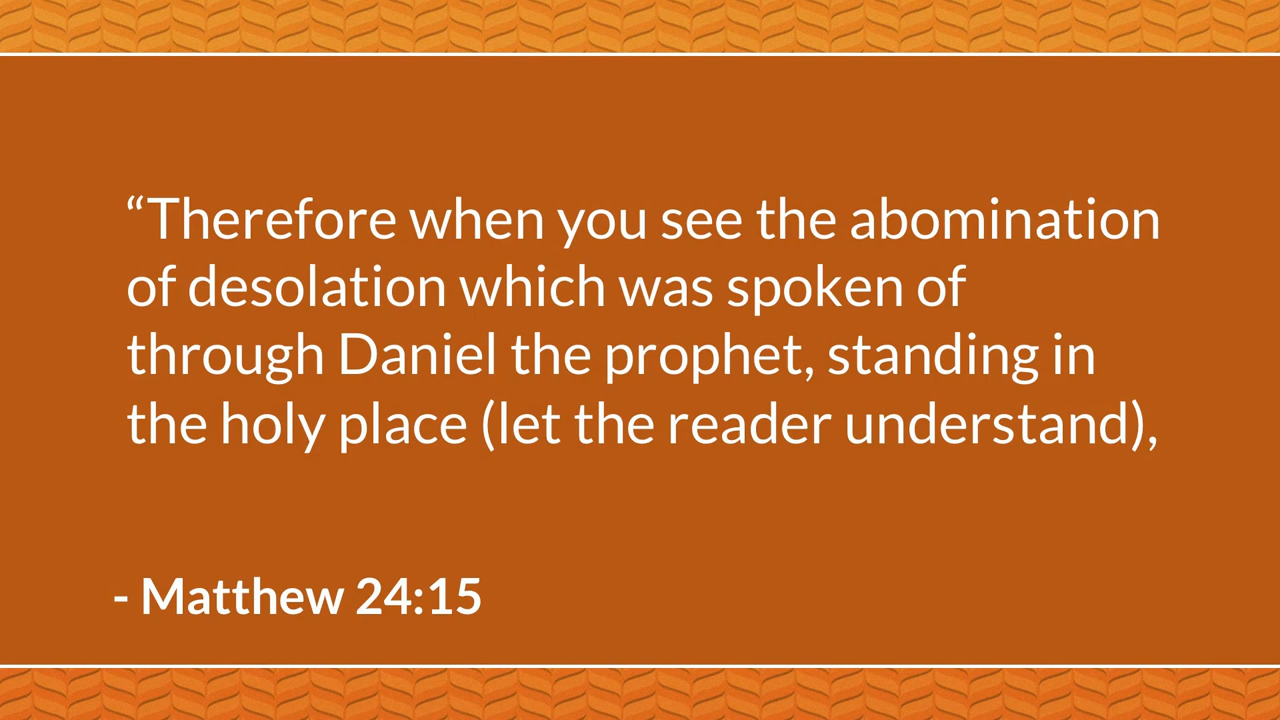 “Therefore when you see the abomination
of desolation which was spoken of
through Daniel the prophet, standing in
the holy place (let the reader understand),
- Matthew 24:15